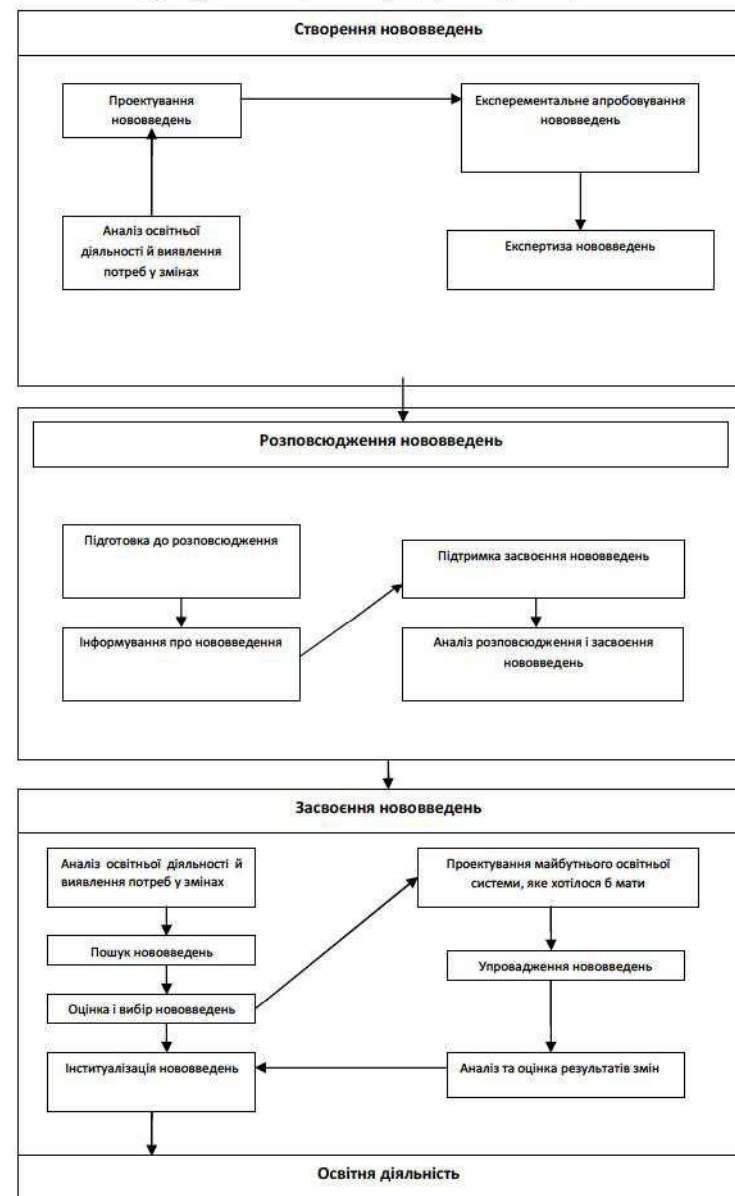 Створення нововведень
Проектування
нововведень
Експерементальне апробовування
нововведень
Аналіз освітньої
діяльності й виявлення
потреб у змінах
Експертиза нововведень
Розповсюдження нововведень
Підготовка до розповсюдження
Підтримка засвоєння нововведень
Інформування про нововведення
Аналіз розповсюдження і засвоєння
нововведень
Засвоєння нововведень
Аналіз освітньої діяльності й
виявлення потреб у змінах
Проектування майбутнього освітньої
системи, яке хотілося б мати
Пошук нововведень
Упровадження нововведень
Оцінка і вибір нововведень
Інституалізація нововведень
Аналіз та оцінка результатів змін
Освітня діяльність